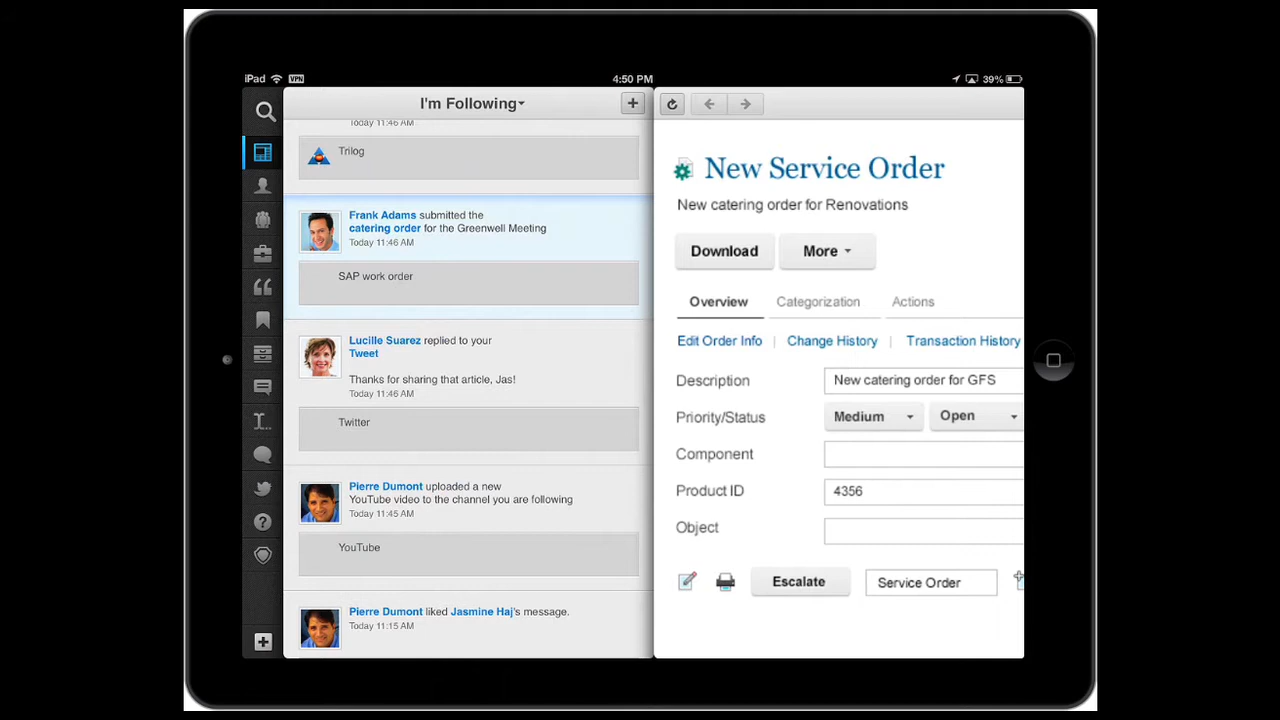 iPad VPN 4:50 PM 39%
I'm Following
Today 11:46 AM
Trilog
Frank Adams submitted the
catering order for the Greenwell Meeting
Today 11:46 AM
SAP work order
Lucille Suarez replied to your
Tweet
Thanks for sharing that article, Jas!
Today 11:46 AM
Twitter
Pierre Dumont uploaded a new
YouTube video to the channel you are following
Today 11:45 AM
YouTube
Pierre Dumont liked Jasmine Haj's message.
Today 11:15 AM
New Service Order
New catering order for Renovations
Download More
Overview Categorization Actions
Edit Order Info | Change History | Transaction History
Description New catering order for GFS
Priority/Status Medium Open
Component
Product ID 4356
Object
Escalate Service Order